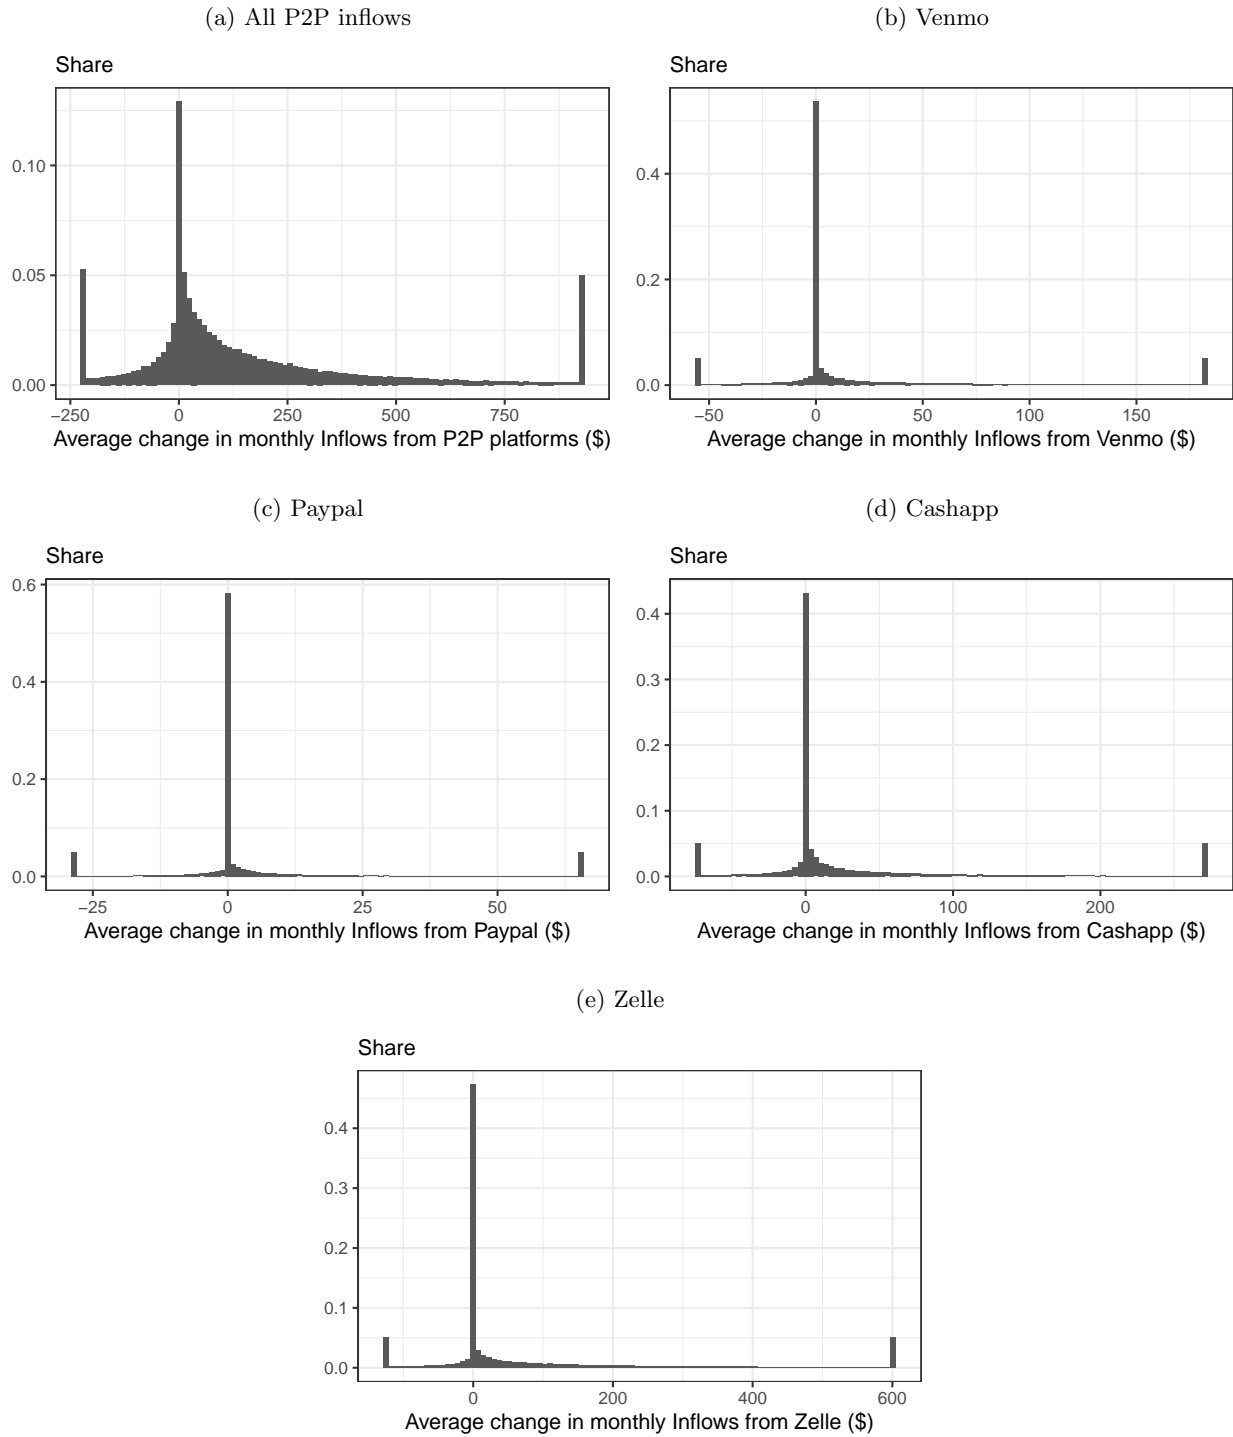 (a) All P2P inflows
Share
0.10
0.05
0.00
−250 0 250 500 750
Average change in monthly Inflows from P2P platforms ($)
(b) Venmo
Share
0.4
0.2
0.0
−50 0 50 100 150
Average change in monthly Inflows from Venmo ($)
(c) Paypal
Share
0.6
0.4
0.2
0.0
−25 0 25 50
Average change in monthly Inflows from Paypal ($)
(d) Cashapp
Share
0.4
0.3
0.2
0.1
0.0
0 100 200
Average change in monthly Inflows from Cashapp ($)
(e) Zelle
Share
0.4
0.3
0.2
0.1
0.0
0 200 400 600
Average change in monthly Inflows from Zelle ($)